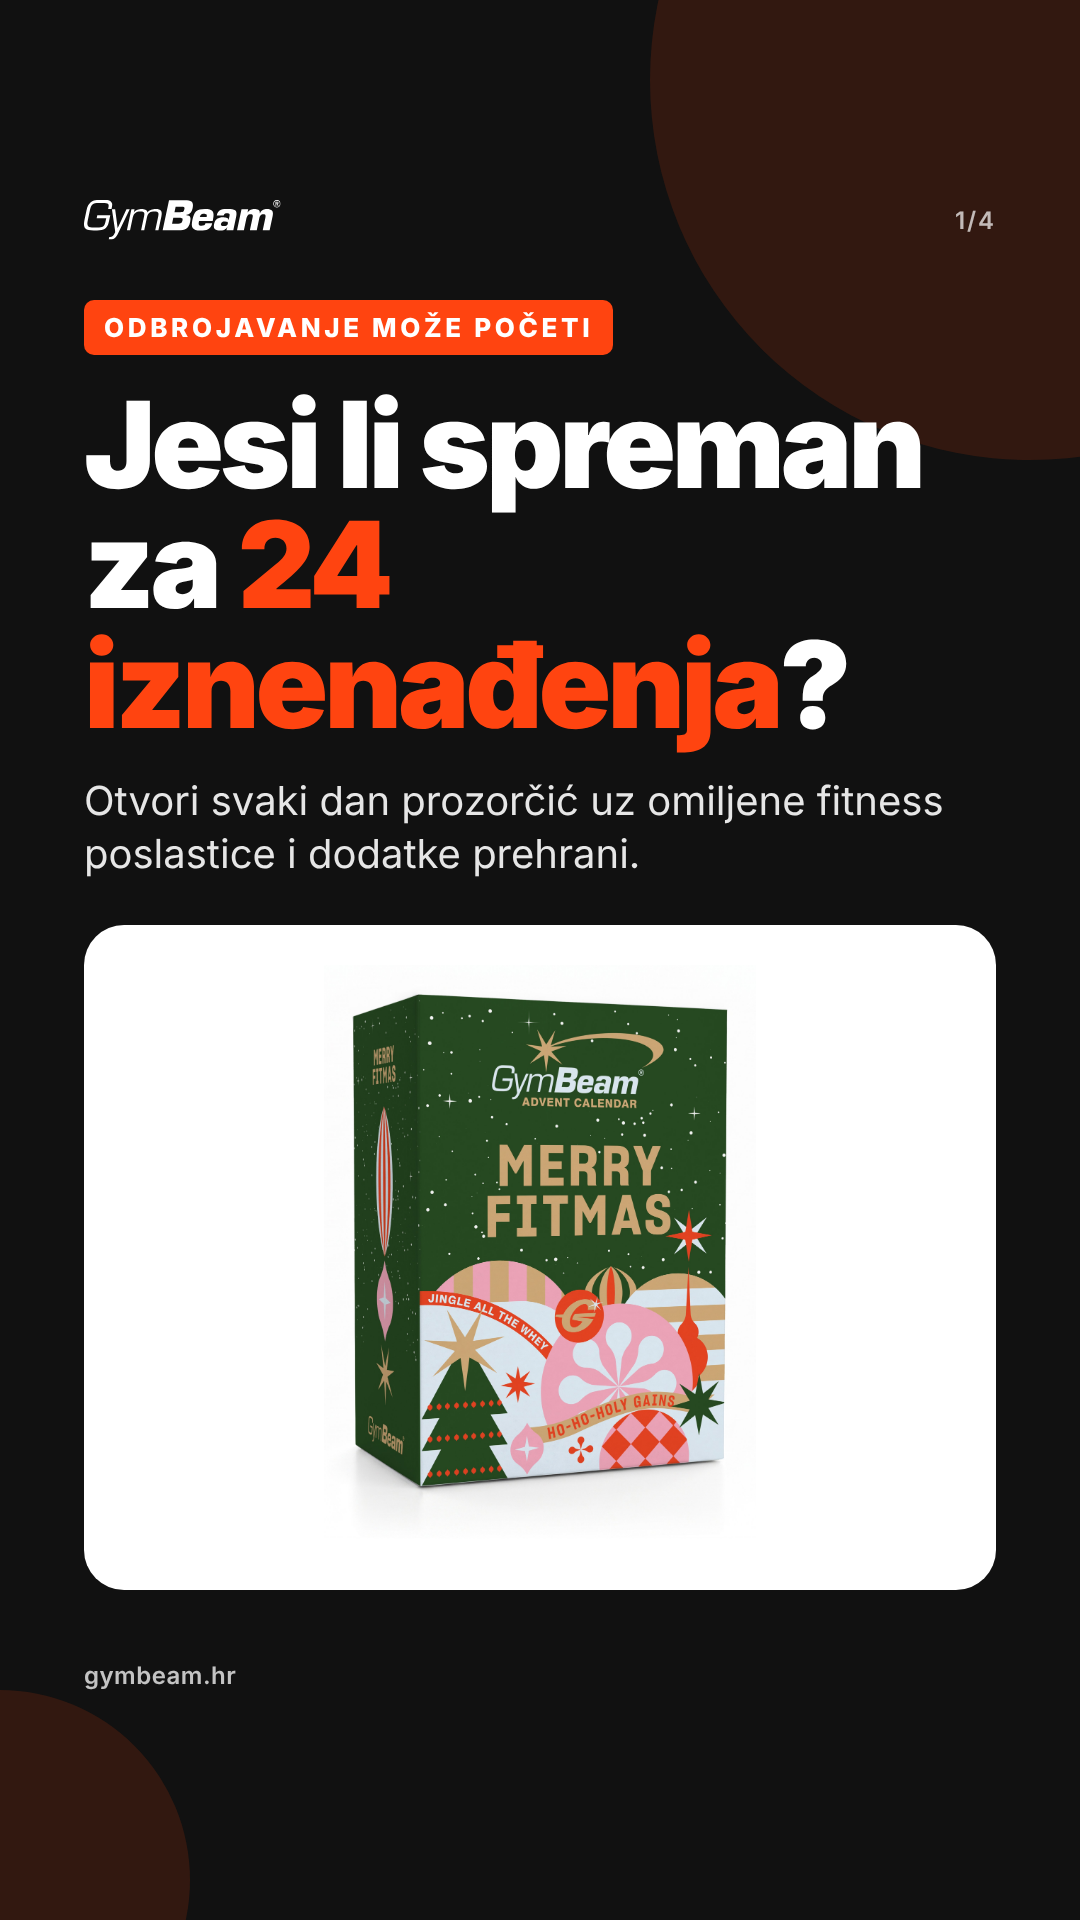 GymBeam®
1/4
ODBROJAVANJE MOŽE POČETI
Jesi li spreman
za 24
iznenađenja?
Otvori svaki dan prozorčić uz omiljene fitness
poslastice i dodatke prehrani.
MERRY
FITMAS
GymBeam
GymBeam®
ADVENT CALENDAR
MERRY
FITMAS
JINGLE ALL THE WHEY
G
HO-HO-HOLY GAINS
gymbeam.hr